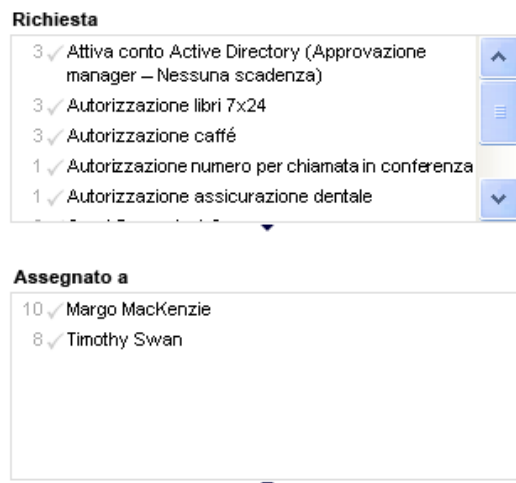 Richiesta
3 Attiva conto Active Directory (Approvazione
manager – Nessuna scadenza)
3 Autorizzazione libri 7x24
3 Autorizzazione caffé
1 Autorizzazione numero per chiamata in conferenza
1 Autorizzazione assicurazione dentale
Assegnato a
10 Margo MacKenzie
8 Timothy Swan